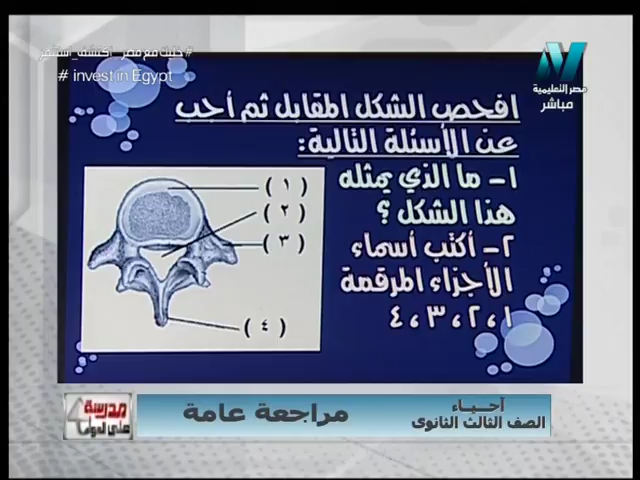 #خليك_مع_مصر_اكتشف_استثمر
# invest in Egypt
مصر التعليمية
مباشر
افحص الشكل المقابل ثم أجب
عن الأسئلة التالية:
١- ما الذي يمثله
هذا الشكل ؟
٢- أكتب أسماء
الأجزاء المرقمة
١، ٢، ٣، ٤
(١)
(٢)
(٣)
(٤)
مدرسة
على الهواء
مراجعة عامة
أحياء
الصف الثالث الثانوى